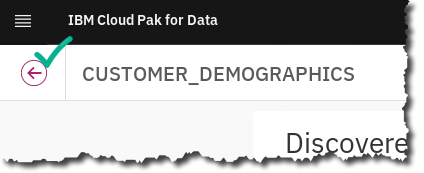 IBM Cloud Pak for Data
CUSTOMER_DEMOGRAPHICS
Discovere